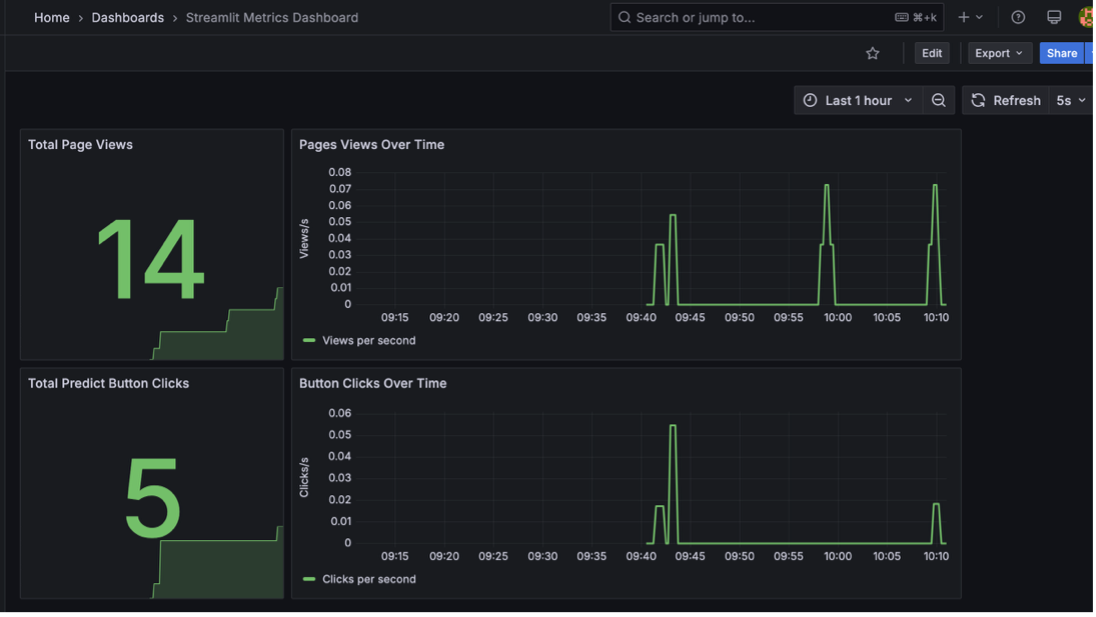 Home › Dashboards › Streamlit Metrics Dashboard
Search or jump to...
⌘+k
Edit
Export
Share
Last 1 hour
Refresh
5s
Total Page Views
14
Pages Views Over Time
Views/s
0.08
0.07
0.06
0.05
0.04
0.03
0.02
0.01
0
09:15 09:20 09:25 09:30 09:35 09:40 09:45 09:50 09:55 10:00 10:05 10:10
Views per second
Total Predict Button Clicks
5
Button Clicks Over Time
Clicks/s
0.06
0.05
0.04
0.03
0.02
0.01
0
09:15 09:20 09:25 09:30 09:35 09:40 09:45 09:50 09:55 10:00 10:05 10:10
Clicks per second